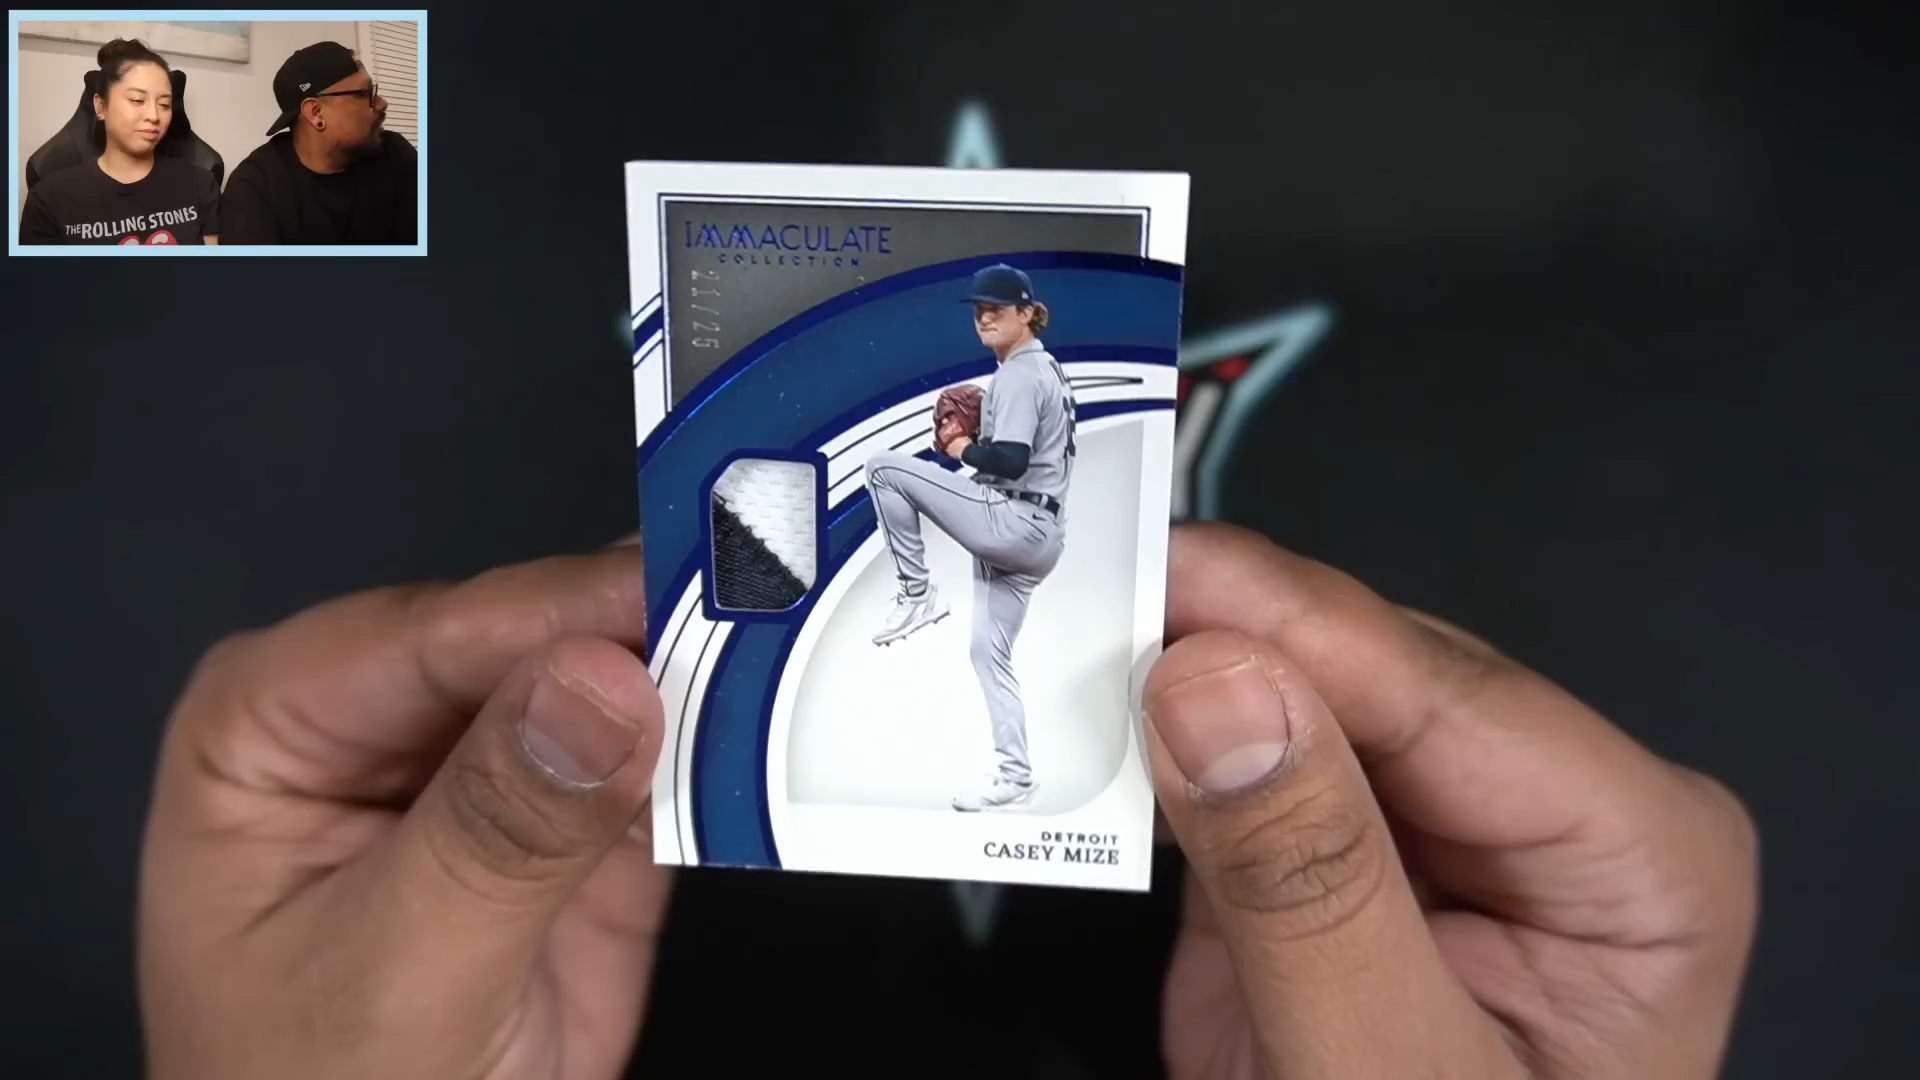 THE ROLLING STONES
IMMACULATE
COLLECTION
21/25
DETROIT
CASEY MIZE